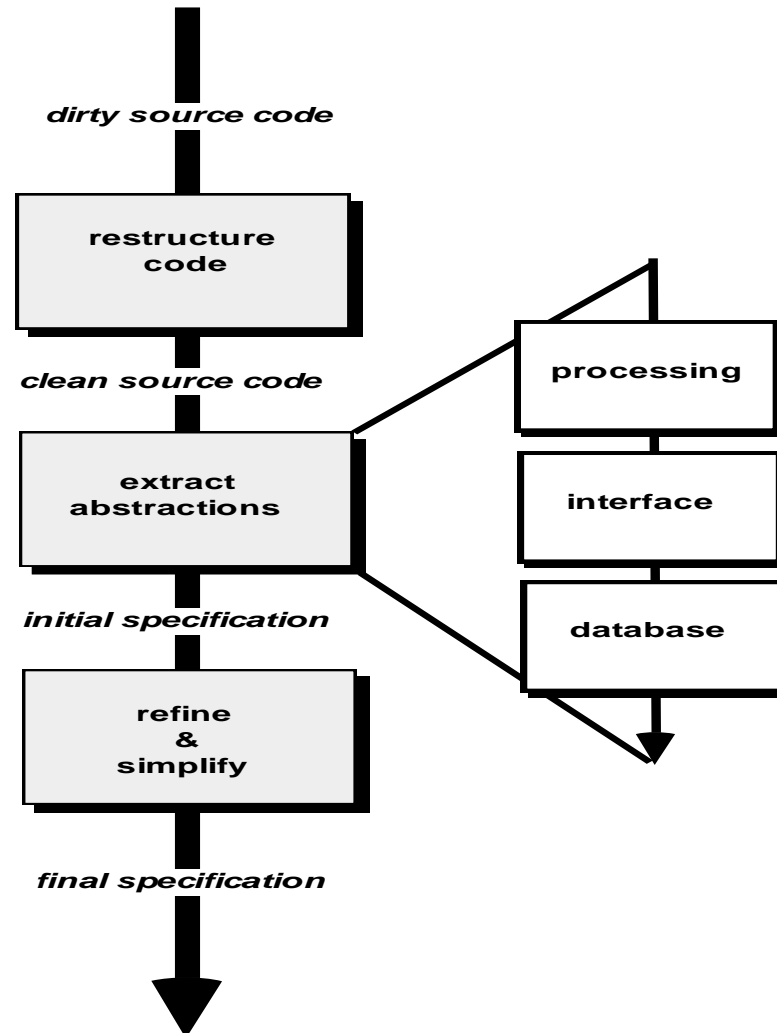 dirty source code
restructure
code
clean source code
extract
abstractions
initial specification
refine
&
simplify
final specification
processing
interface
database